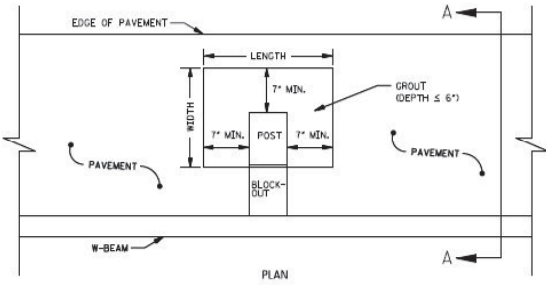 A
EDGE OF PAVEMENT
LENGTH
WIDTH
7" MIN.
GROUT
(DEPTH ≤ 6")
7" MIN.
POST
7" MIN.
PAVEMENT
PAVEMENT
BLOCK-
OUT
W-BEAM
A
PLAN